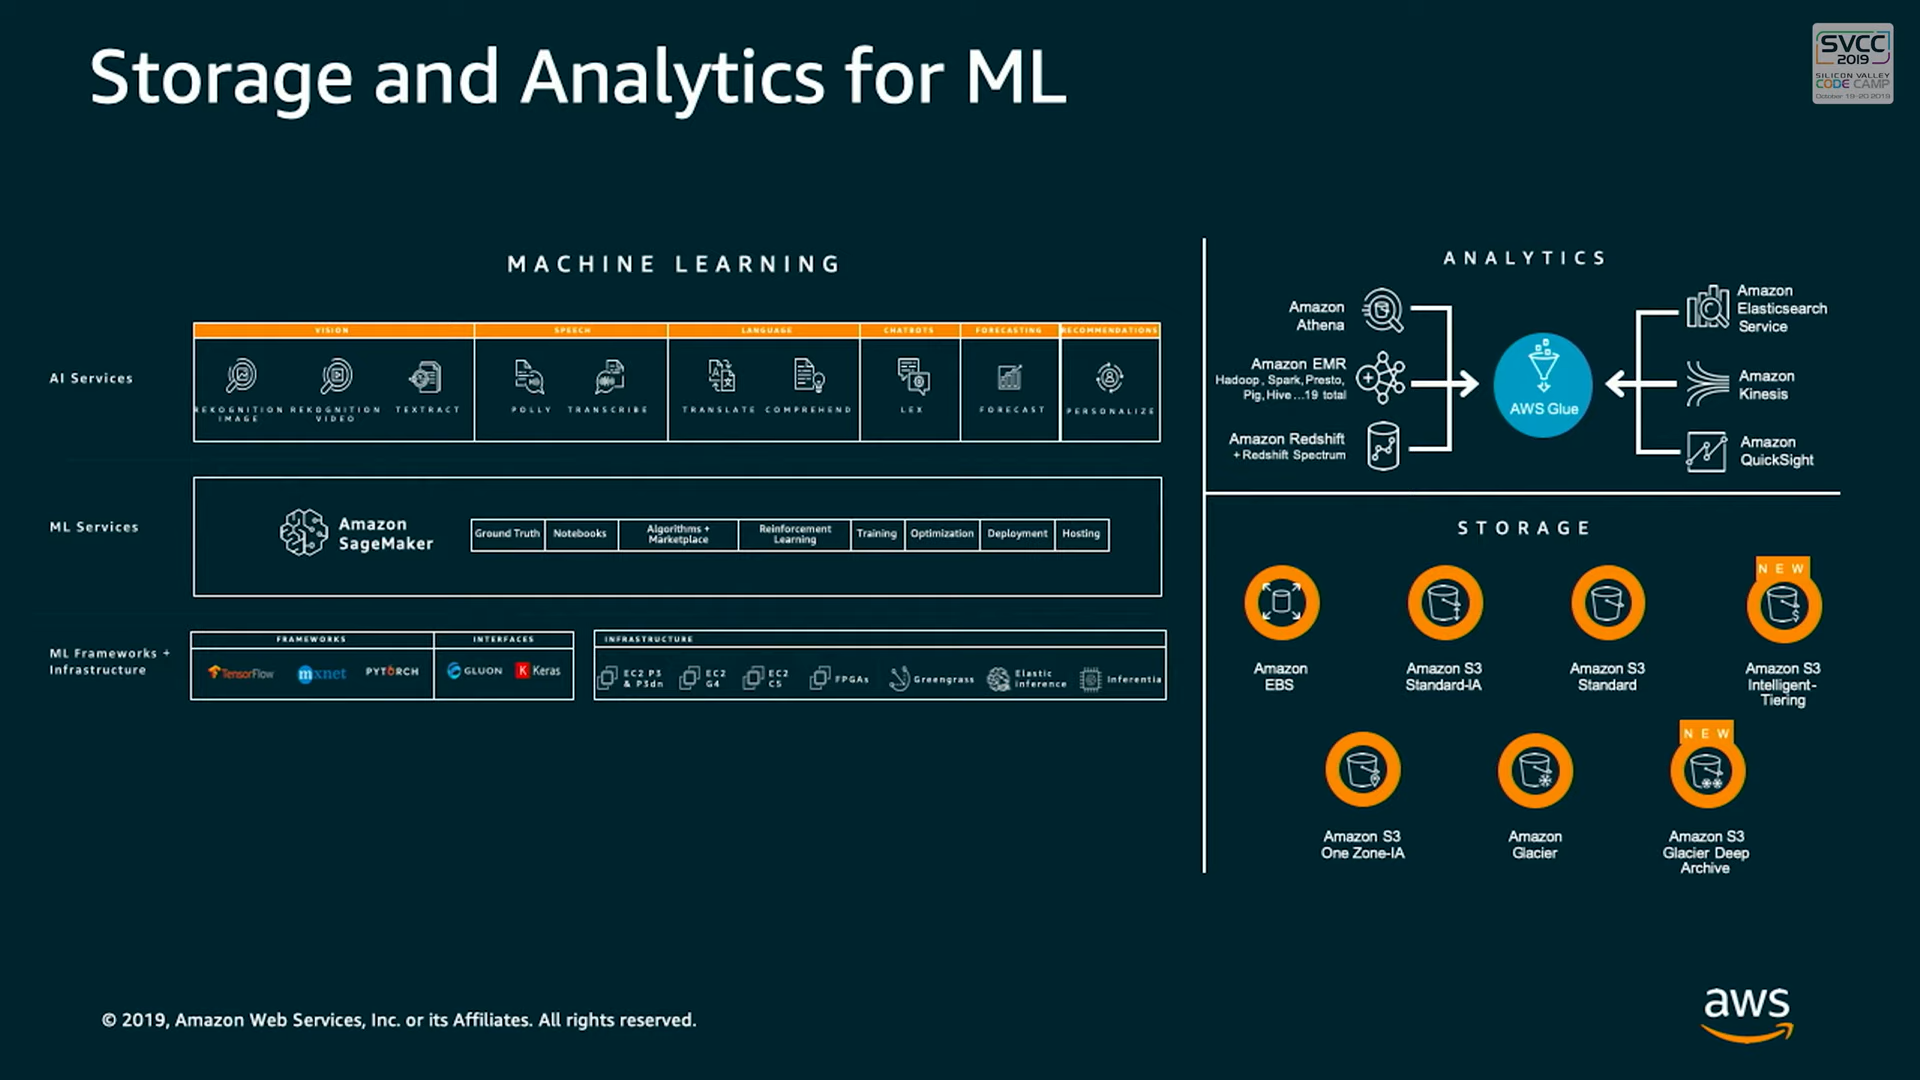 Storage and Analytics for ML
SVCC
2019
SILICON VALLEY
CODE CAMP
October 19-20 2019
MACHINE LEARNING
AI Services
VISION
SPEECH
LANGUAGE
CHATBOTS
FORECASTING
RECOMMENDATIONS
REKOGNITION
IMAGE
REKOGNITION
VIDEO
TEXTRACT
POLLY
TRANSCRIBE
TRANSLATE
COMPREHEND
LEX
FORECAST
PERSONALIZE
ML Services
Amazon
SageMaker
Ground Truth
Notebooks
Algorithms +
Marketplace
Reinforcement
Learning
Training
Optimization
Deployment
Hosting
ML Frameworks +
Infrastructure
FRAMEWORKS
INTERFACES
TensorFlow
mxnet
PYTORCH
GLUON
K Keras
INFRASTRUCTURE
EC2 P3
& P3dn
EC2
G4
EC2
C5
FPGAs
Greengrass
Elastic
inference
Inferentia
ANALYTICS
Amazon
Athena
Amazon EMR
Hadoop, Spark, Presto,
Pig, Hive...19 total
Amazon Redshift
+ Redshift Spectrum
AWS Glue
Amazon
Elasticsearch
Service
Amazon
Kinesis
Amazon
QuickSight
STORAGE
Amazon
EBS
Amazon S3
Standard-IA
Amazon S3
Standard
NEW
Amazon S3
Intelligent-
Tiering
Amazon S3
One Zone-IA
Amazon
Glacier
NEW
Amazon S3
Glacier Deep
Archive
© 2019, Amazon Web Services, Inc. or its Affiliates. All rights reserved.
aws